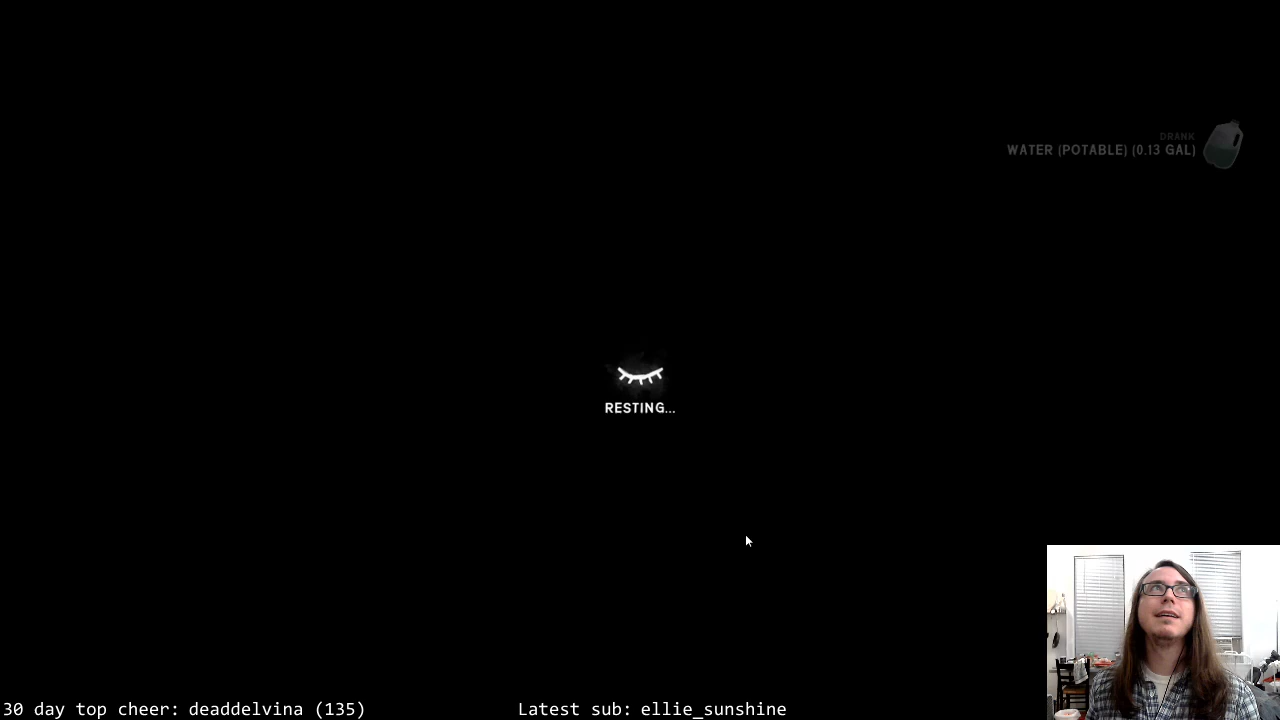 DRANK
WATER (POTABLE) (0.13 GAL)
RESTING...
30 day top cheer: deaddelvina (135)
Latest sub: ellie_sunshine